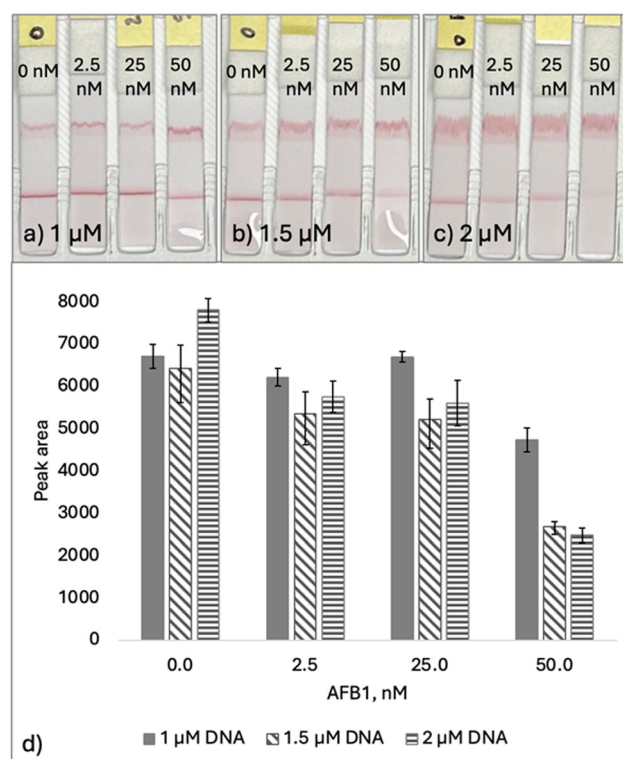 0 0
0 nM 2.5 nM 25 nM 50 nM
a) 1 µM
0 nM 2.5 nM 25 nM 50 nM
b) 1.5 µM
0 nM 2.5 nM 25 nM 50 nM
c) 2 µM
8000
7000
6000
5000
4000
3000
2000
1000
0
Peak area
0.0 2.5 25.0 50.0
AFB1, nM
1 µM DNA 1.5 µM DNA 2 µM DNA
d)